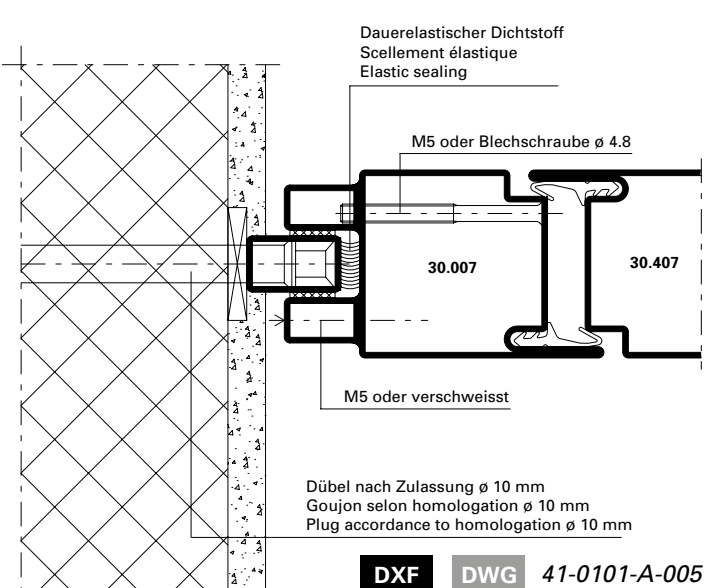 Dauerelastischer Dichtstoff
Scellement élastique
Elastic sealing
M5 oder Blechschraube ø 4.8
30.007
30.407
M5 oder verschweisst
Dübel nach Zulassung ø 10 mm
Goujon selon homologation ø 10 mm
Plug accordance to homologation ø 10 mm
DXF DWG 41-0101-A-005